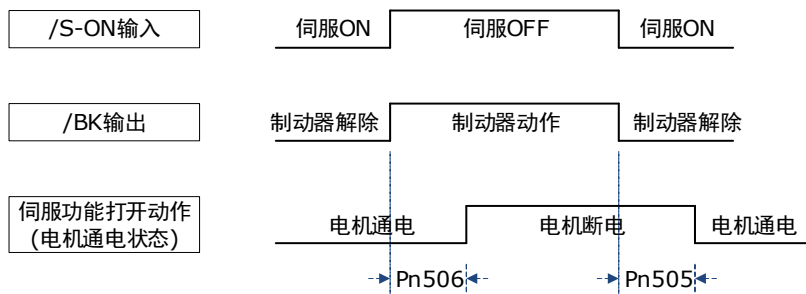 /S-ON输入
伺服ON
伺服OFF
伺服ON
/BK输出
制动器解除
制动器动作
制动器解除
伺服功能打开动作
(电机通电状态)
电机通电
电机断电
电机通电
Pn506
Pn505